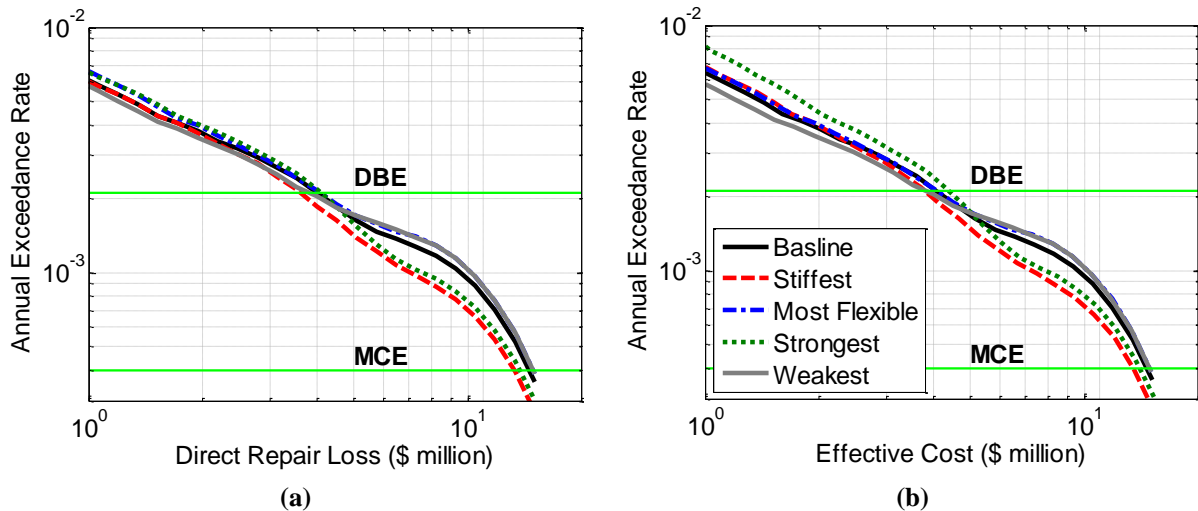 10^-2
Annual Exceedance Rate
DBE
10^-3
MCE
10^0
10^1
Direct Repair Loss ($ million)
(a)
10^-2
Annual Exceedance Rate
DBE
10^-3
Basline
Stiffest
Most Flexible
Strongest
Weakest
MCE
10^0
10^1
Effective Cost ($ million)
(b)